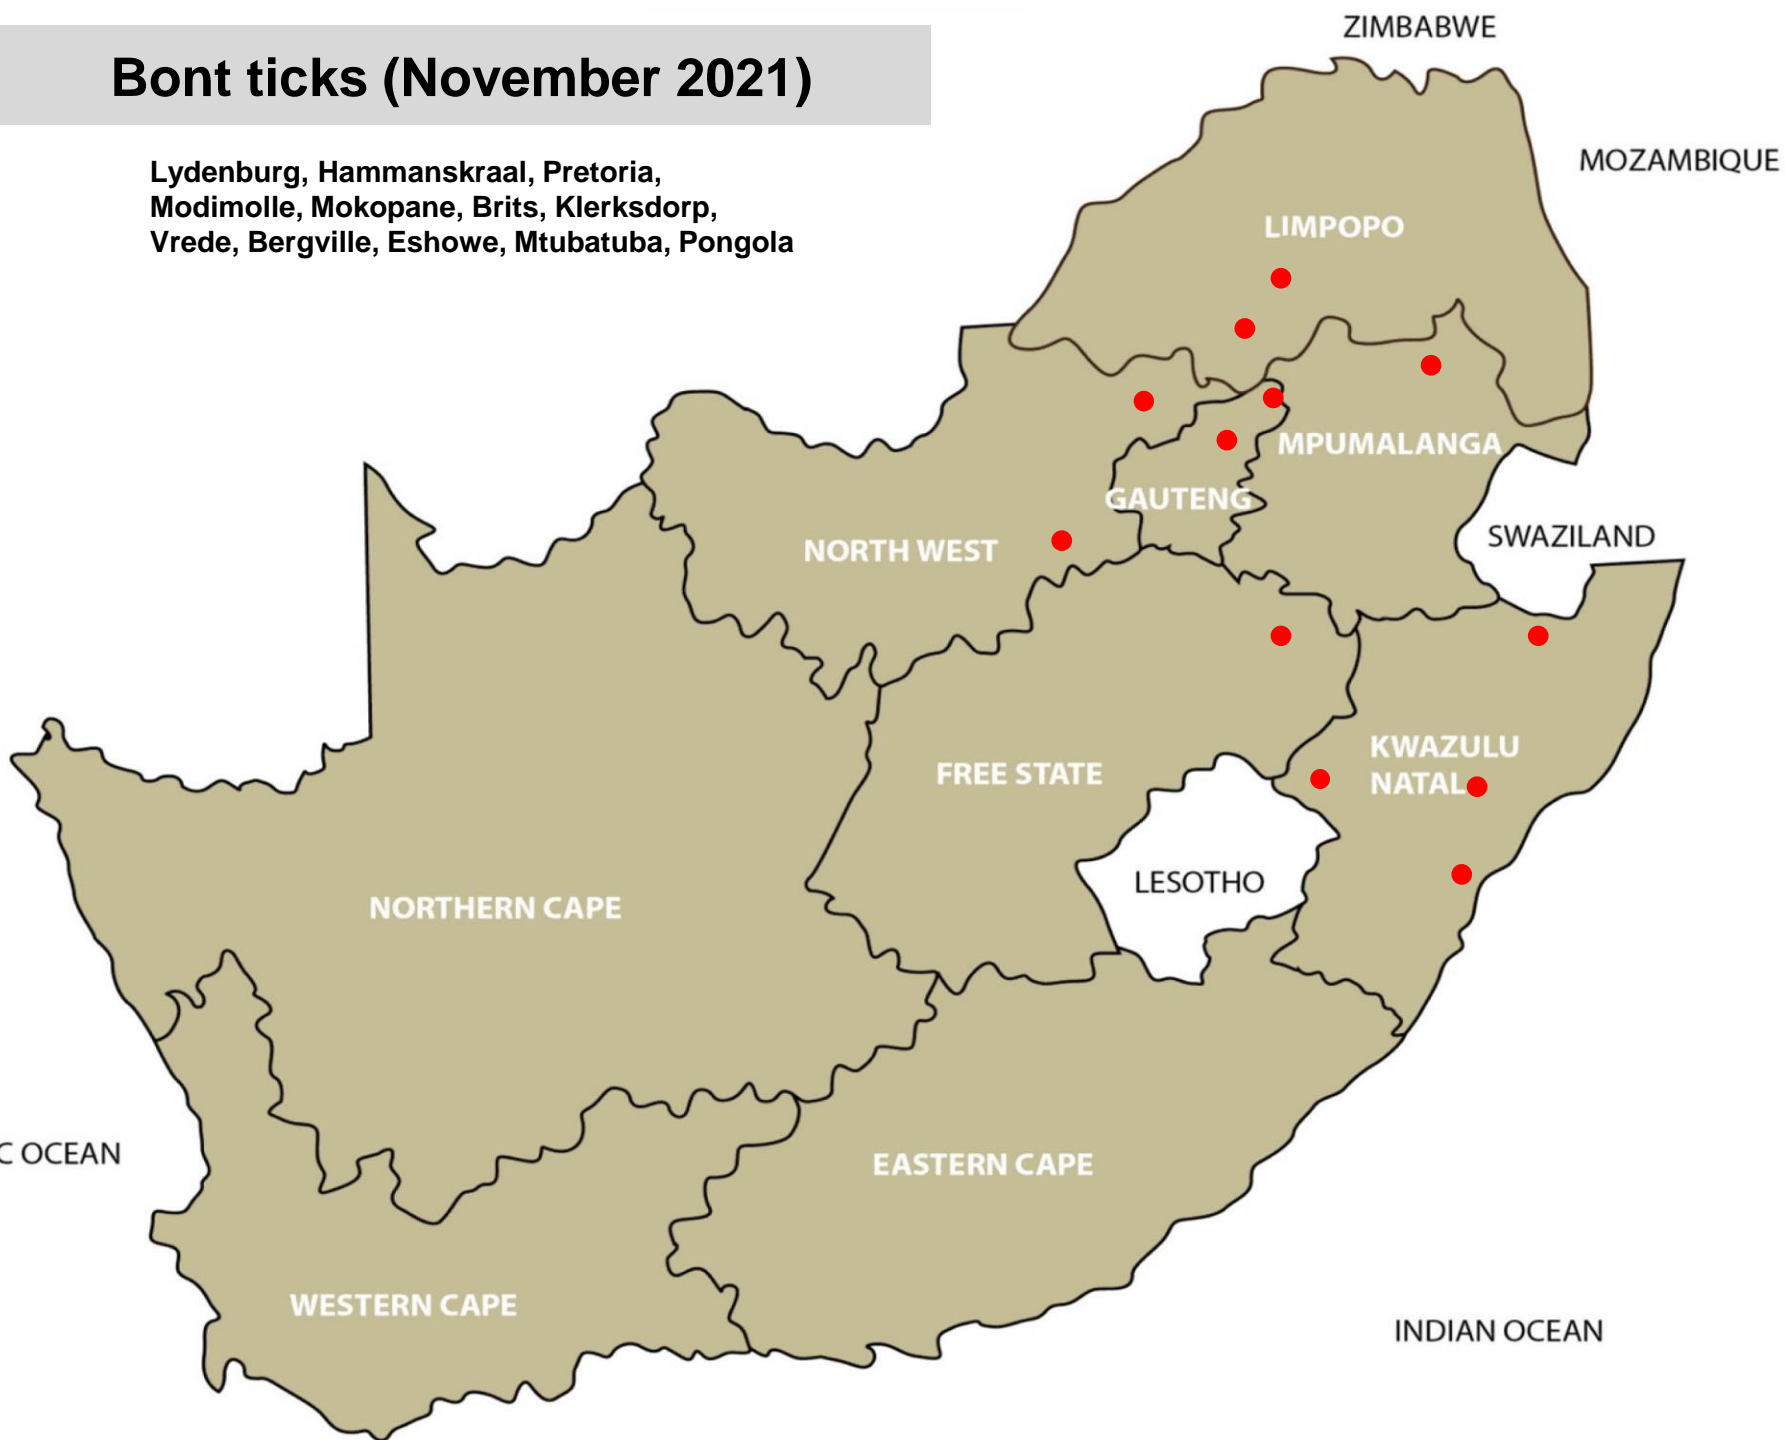 Bont ticks (November 2021)
Lydenburg, Hammanskraal, Pretoria,
Modimolle, Mokopane, Brits, Klerksdorp,
Vrede, Bergville, Eshowe, Mtubatuba, Pongola
ZIMBABWE
MOZAMBIQUE
LIMPOPO
MPUMALANGA
GAUTENG
SWAZILAND
NORTH WEST
KWAZULU
NATAL
FREE STATE
LESOTHO
NORTHERN CAPE
C OCEAN
EASTERN CAPE
WESTERN CAPE
INDIAN OCEAN